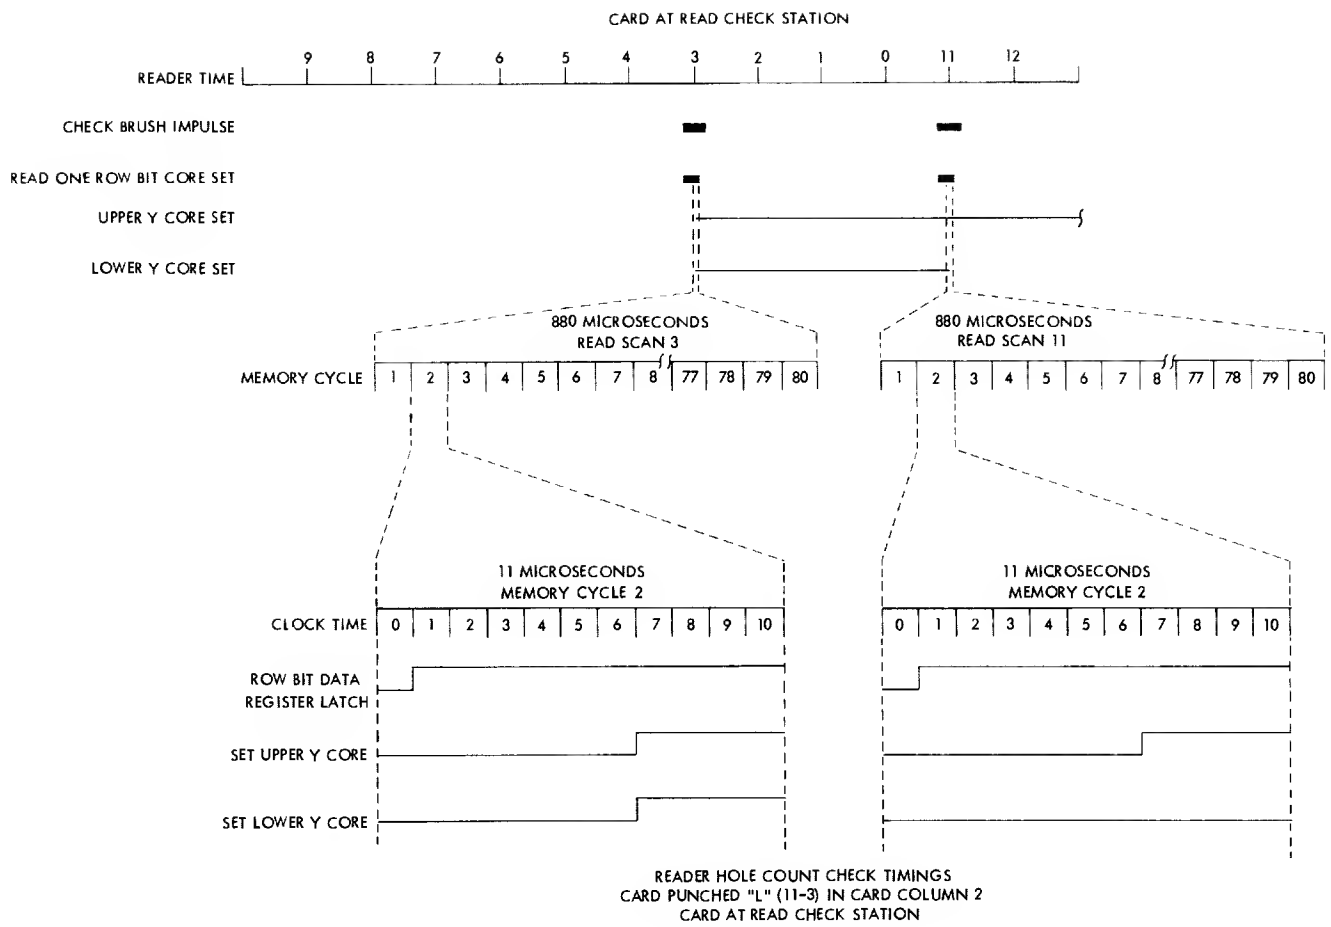 CARD AT READ CHECK STATION
9 8 7 6 5 4 3 2 1 0 11 12
READER TIME
CHECK BRUSH IMPULSE
READ ONE ROW BIT CORE SET
UPPER Y CORE SET
LOWER Y CORE SET
880 MICROSECONDS
READ SCAN 3
880 MICROSECONDS
READ SCAN 11
MEMORY CYCLE 1 2 3 4 5 6 7 8 77 78 79 80 1 2 3 4 5 6 7 8 77 78 79 80
11 MICROSECONDS
MEMORY CYCLE 2
11 MICROSECONDS
MEMORY CYCLE 2
CLOCK TIME 0 1 2 3 4 5 6 7 8 9 10 0 1 2 3 4 5 6 7 8 9 10
ROW BIT DATA
REGISTER LATCH
SET UPPER Y CORE
SET LOWER Y CORE
READER HOLE COUNT CHECK TIMINGS
CARD PUNCHED "L" (11-3) IN CARD COLUMN 2
CARD AT READ CHECK STATION